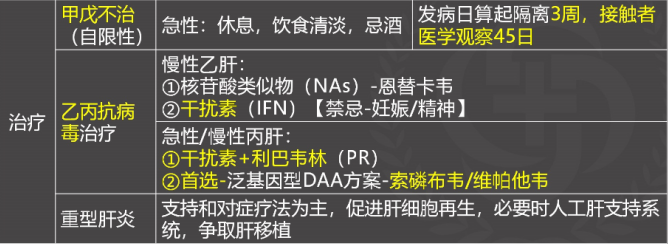 治疗
甲戊不治
（自限性）
急性：休息，饮食清淡，忌酒
发病日算起隔离3周，接触者
医学观察45日
乙丙抗病
毒治疗
慢性乙肝：
①核苷酸类似物（NAs）-恩替卡韦
②干扰素（IFN）【禁忌-妊娠/精神】
急性/慢性丙肝：
①干扰素+利巴韦林（PR）
②首选-泛基因型DAA方案-索磷布韦/维帕他韦
重型肝炎
支持和对症疗法为主，促进肝细胞再生，必要时人工肝支持系
统，争取肝移植